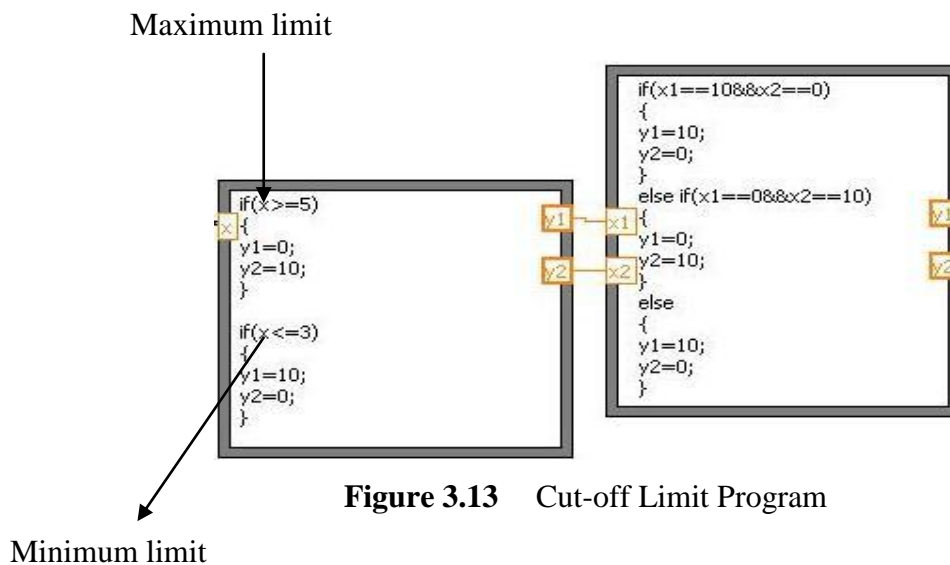 Maximum limit
if(x>=5)
x
{
y1=0;
y2=10;
}
if(x<=3)
{
y1=10;
y2=0;
}
y1
y2
if(x1==10&&x2==0)
{
y1=10;
y2=0;
}
else if(x1==0&&x2==10)
x1
{
y1=0;
x2
y2=10;
}
else
{
y1=10;
y2=0;
}
y1
y2
Figure 3.13 Cut-off Limit Program
Minimum limit